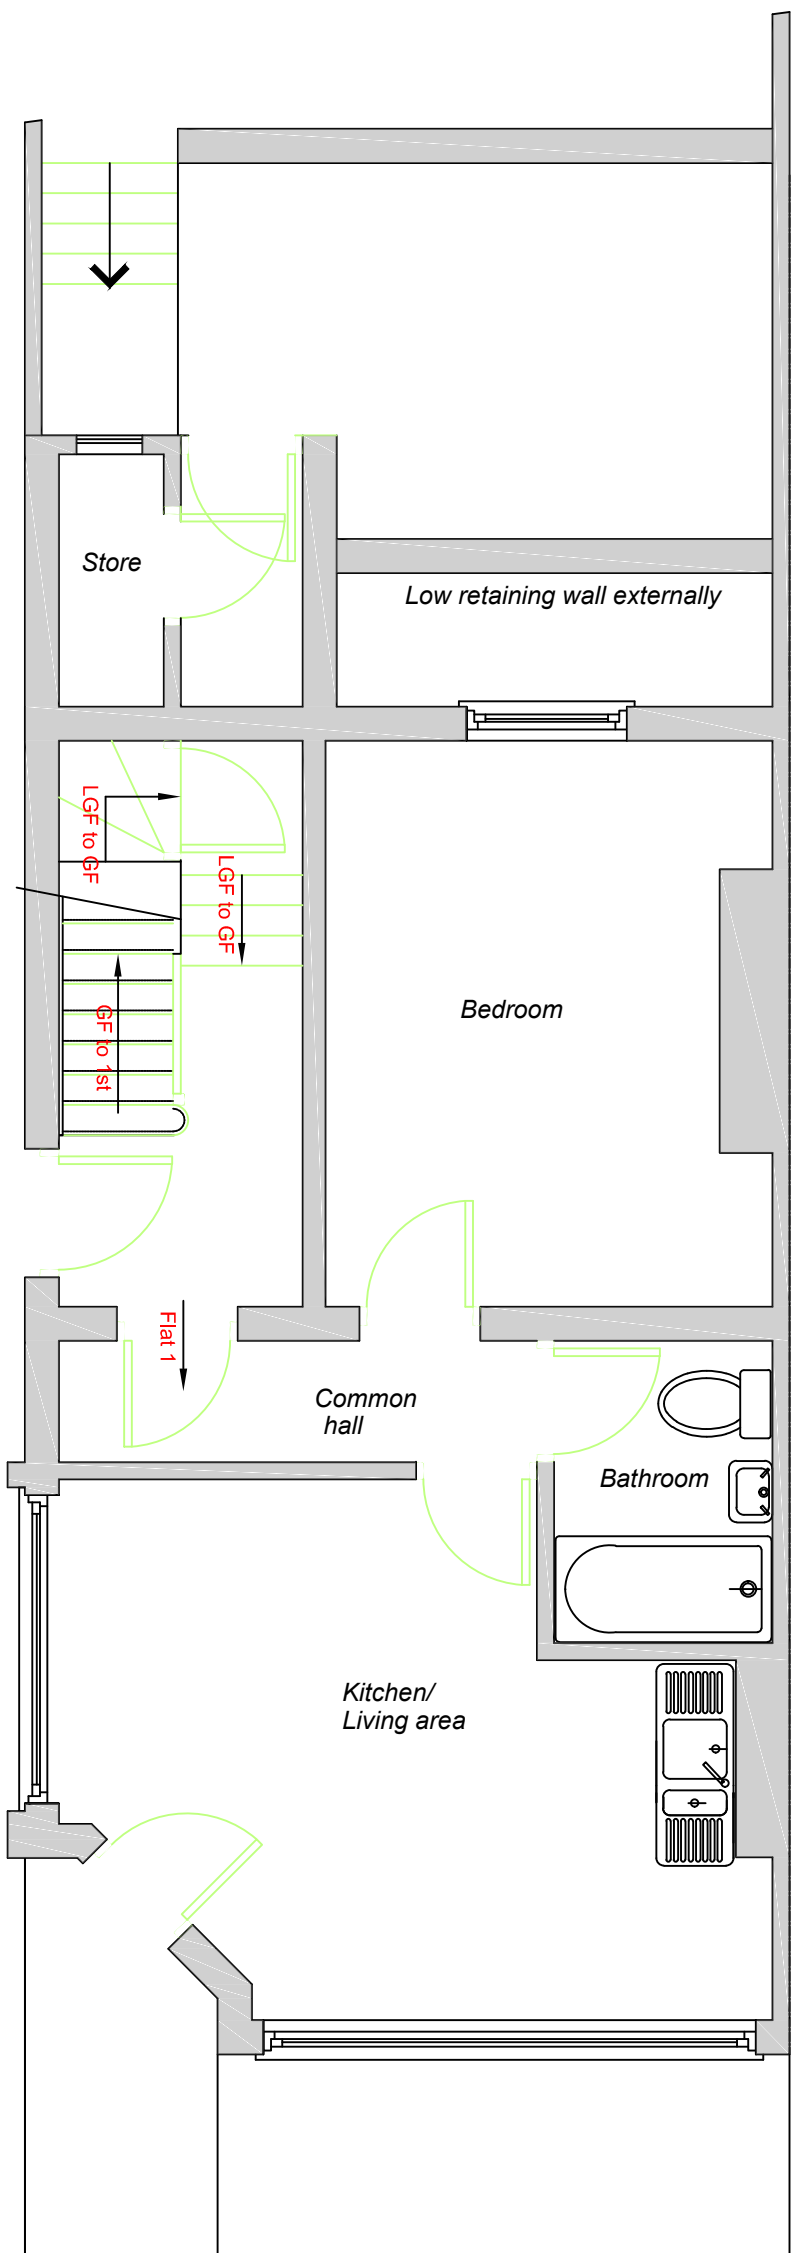 Store
Low retaining wall externally
LGF to GF
LGF to GF
Bedroom
GF to 1st
Flat 1
Common
hall
Bathroom
Kitchen/
Living area